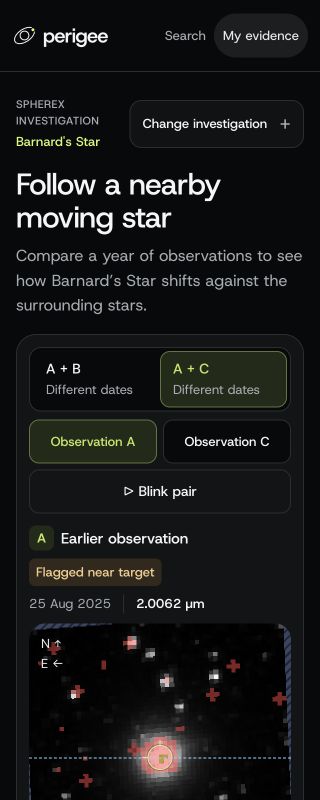 perigee
Search
My evidence
SPHEREX
INVESTIGATION
Barnard's Star
Change investigation +
Follow a nearby
moving star
Compare a year of observations to see
how Barnard’s Star shifts against the
surrounding stars.
A + B
Different dates
A + C
Different dates
Observation A
Observation C
Blink pair
A Earlier observation
Flagged near target
25 Aug 2025
2.0062 µm
N ↑
E ←